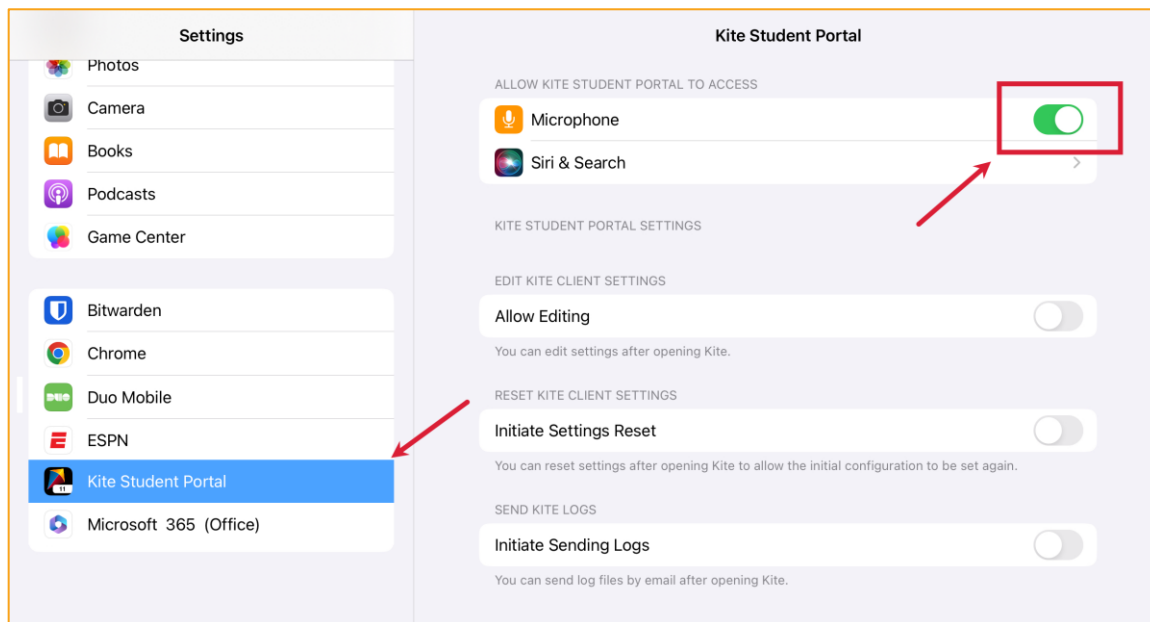 Settings
Photos
Camera
Books
Podcasts
Game Center
Bitwarden
Chrome
DUO
Duo Mobile
ESPN
11
Kite Student Portal
Microsoft 365 (Office)
Kite Student Portal
ALLOW KITE STUDENT PORTAL TO ACCESS
Microphone
Siri & Search
KITE STUDENT PORTAL SETTINGS
EDIT KITE CLIENT SETTINGS
Allow Editing
You can edit settings after opening Kite.
RESET KITE CLIENT SETTINGS
Initiate Settings Reset
You can reset settings after opening Kite to allow the initial configuration to be set again.
SEND KITE LOGS
Initiate Sending Logs
You can send log files by email after opening Kite.